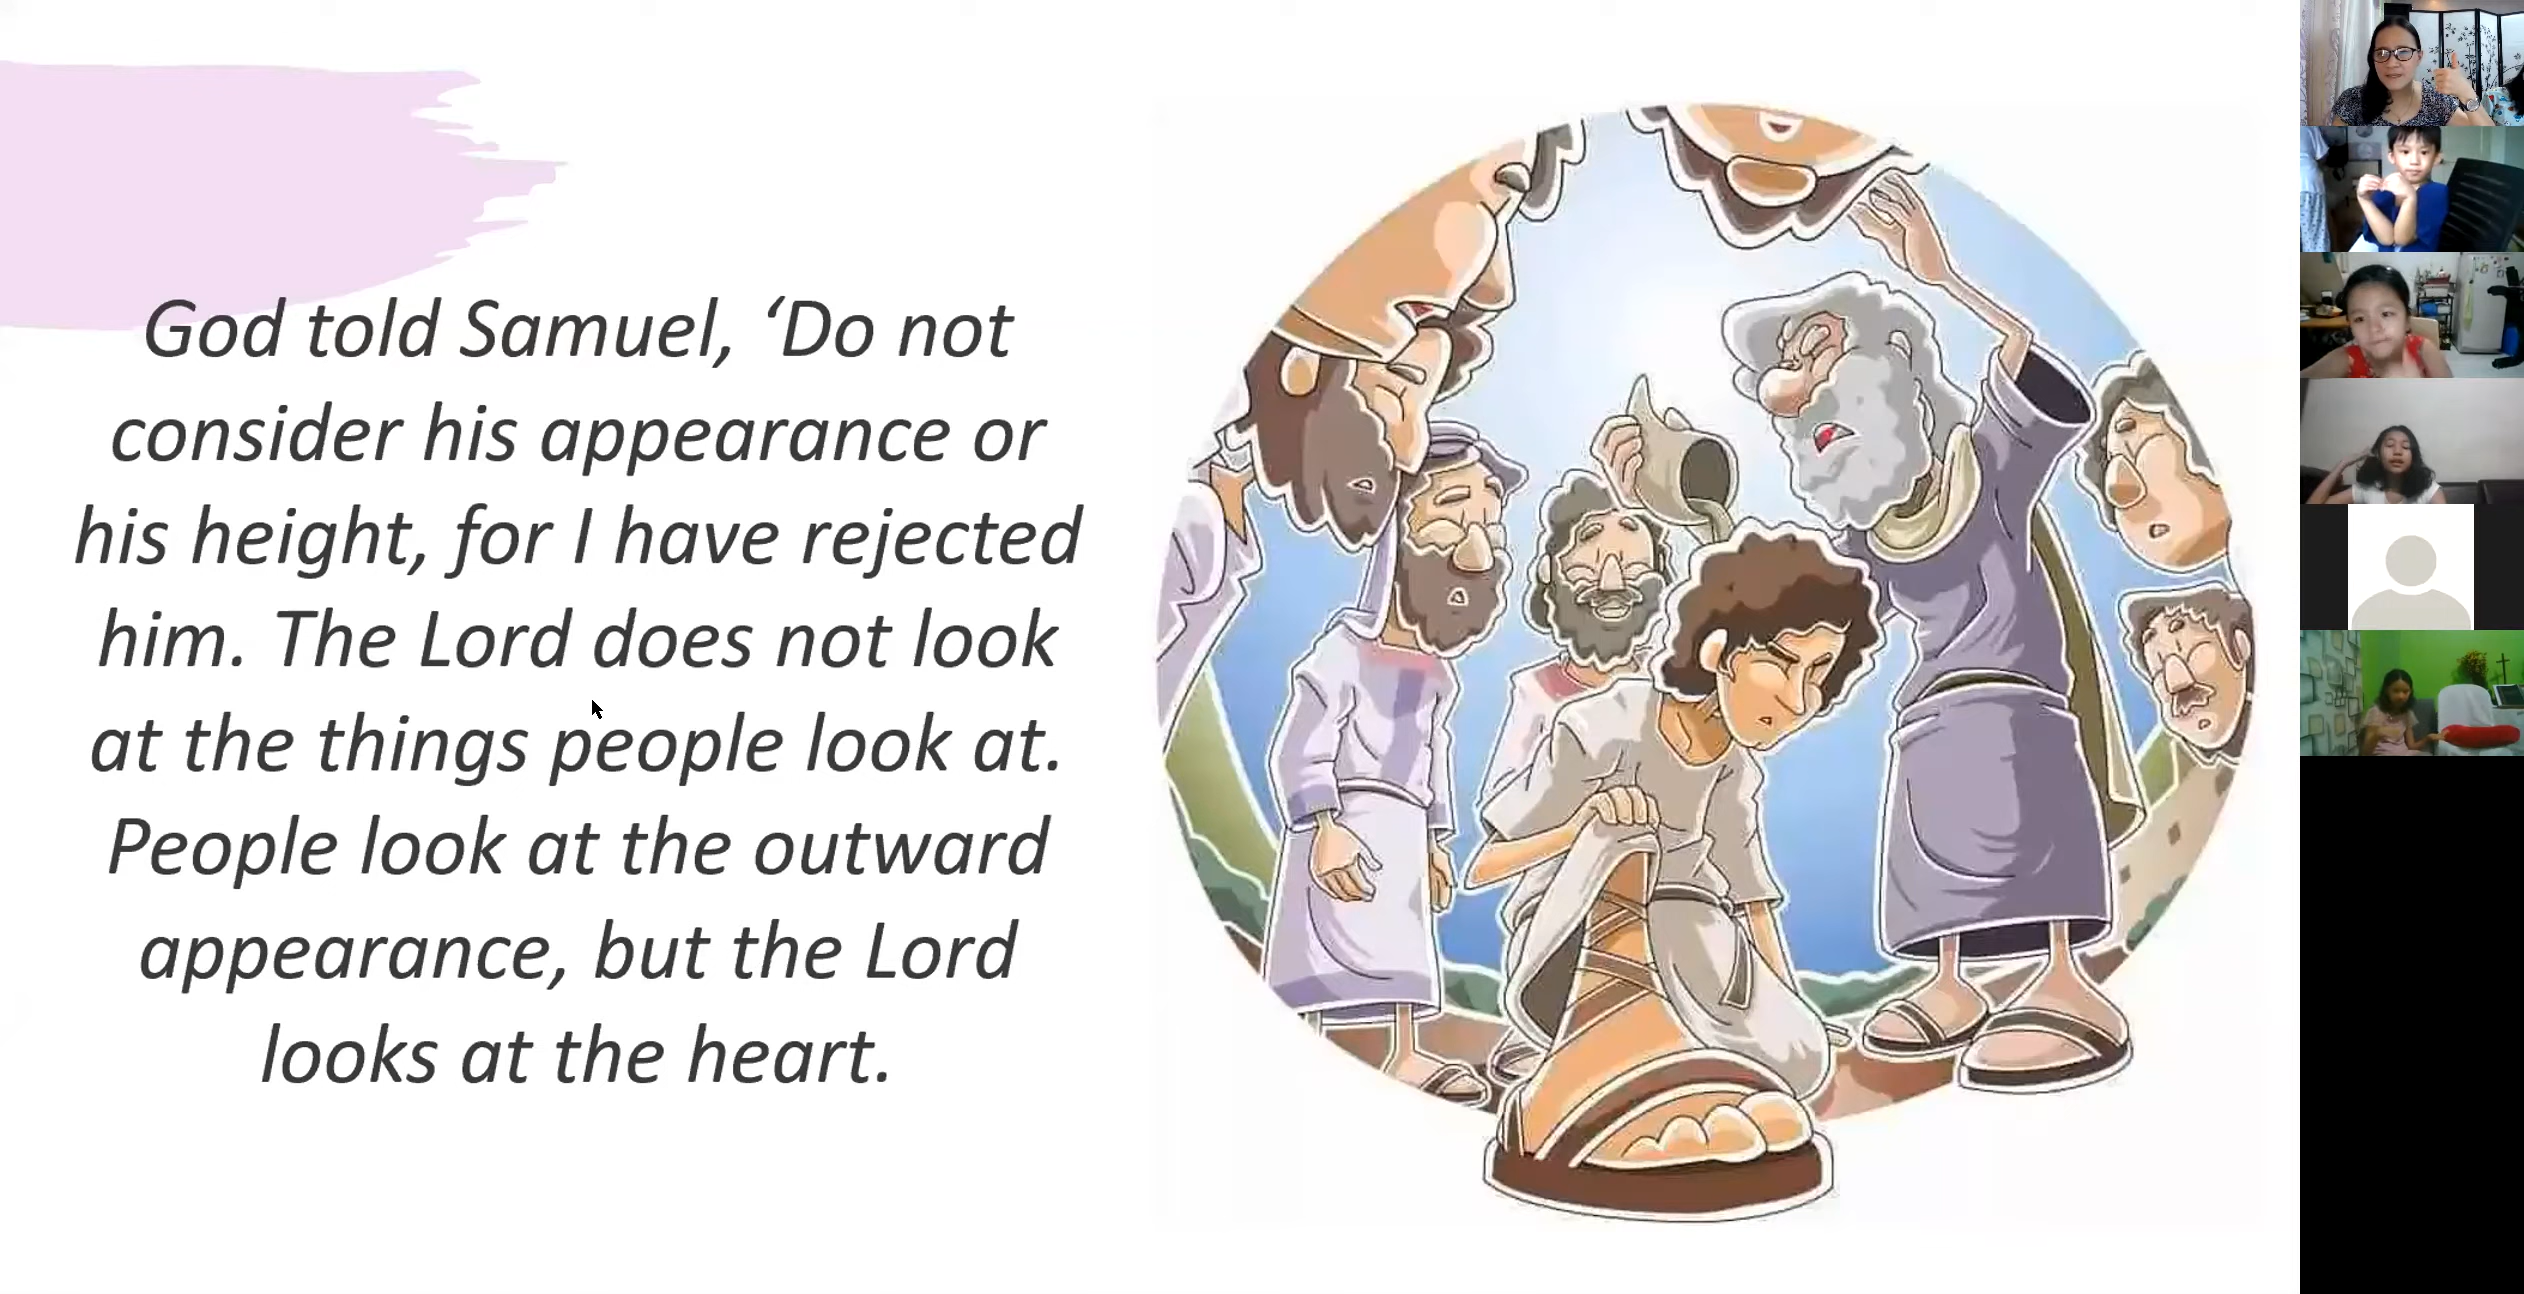 God told Samuel, ‘Do not
consider his appearance or
his height, for I have rejected
him. The Lord does not look
at the things people look at.
People look at the outward
appearance, but the Lord
looks at the heart.